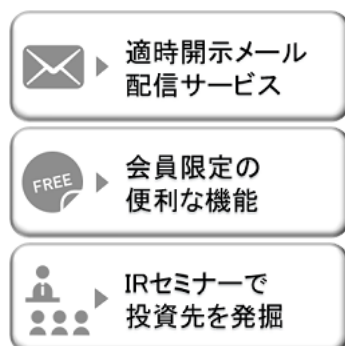 適時開示メール
配信サービス
FREE
会員限定の
便利な機能
IRセミナーで
投資先を発掘